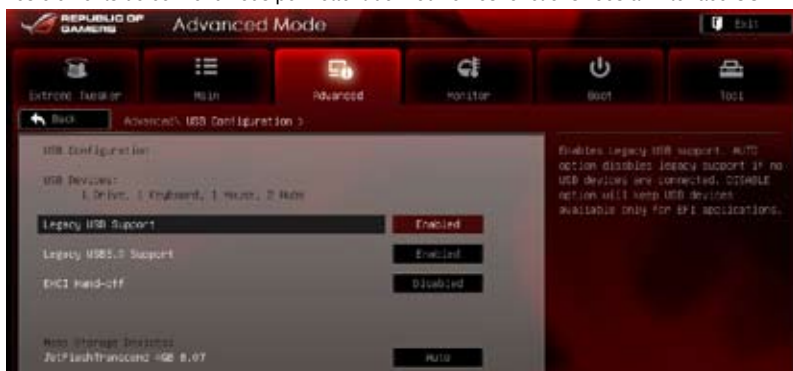 REPUBLIC OF GAMERS
Advanced Mode
Exit
Extreme Tweaker
Main
Advanced
Monitor
Boot
Tool
Back
Advanced\ USB Configuration >
USB Configuration
USB Devices:
1 Drive, 1 Keyboard, 1 Mouse, 2 Hubs
Legacy USB Support
Enabled
Legacy USB3.0 Support
Enabled
EHCI Hand-off
Disabled
Mass Storage Devices:
JetFlashTranscend 4GB 8.07
Auto
Enables Legacy USB support. AUTO
option disables legacy support if no
USB devices are connected. DISABLE
option will keep USB devices
available only for EFI applications.